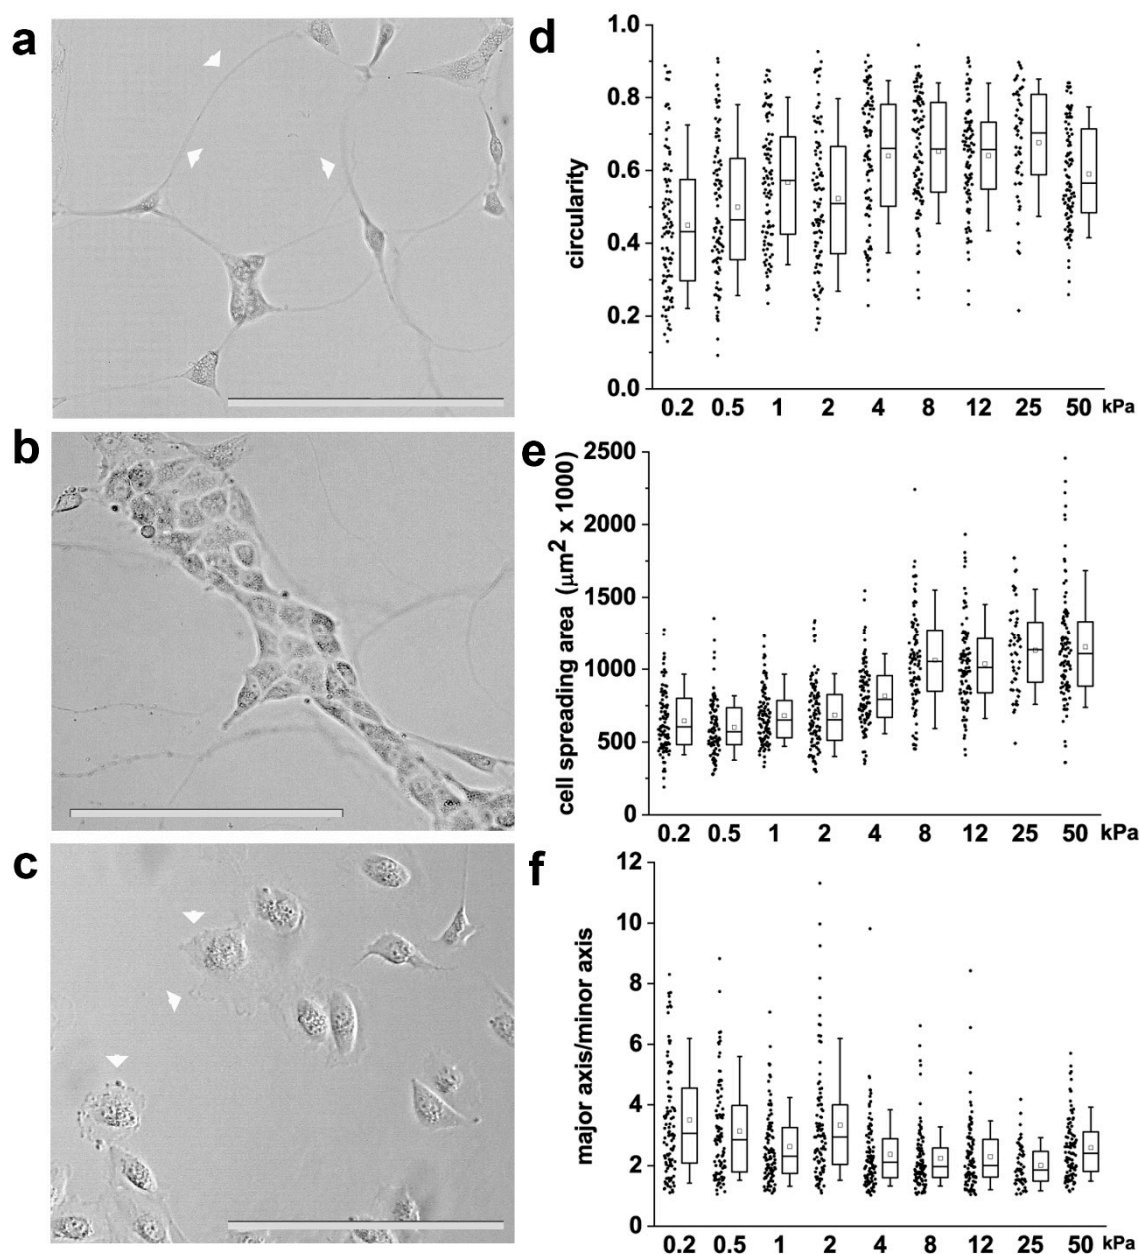 a
b
c
d
circularity
1.0
0.8
0.6
0.4
0.2
0.0
0.2 0.5 1 2 4 8 12 25 50 kPa
e
cell spreading area (μm² x 1000)
2500
2000
1500
1000
500
0
0.2 0.5 1 2 4 8 12 25 50 kPa
f
major axis/minor axis
12
10
8
6
4
2
0
0.2 0.5 1 2 4 8 12 25 50 kPa